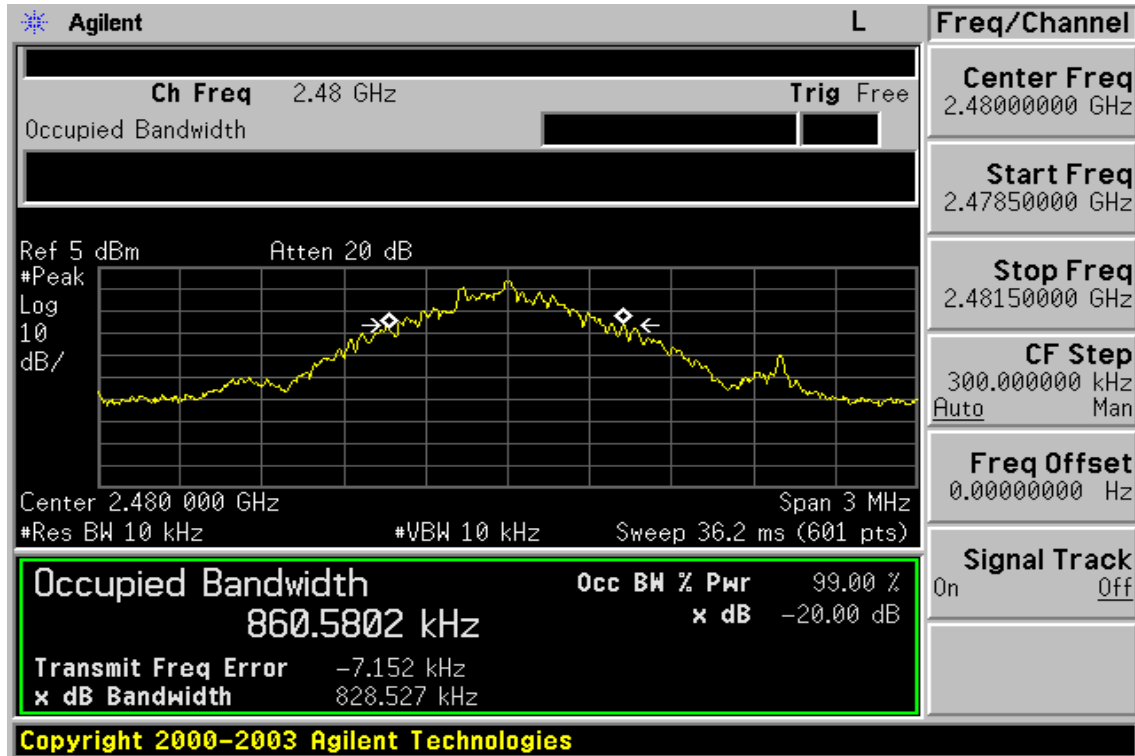 Agilent
L
Freq/Channel
Ch Freq 2.48 GHz
Trig Free
Occupied Bandwidth
Center Freq
2.48000000 GHz
Start Freq
2.47850000 GHz
Stop Freq
2.48150000 GHz
CF Step
300.000000 kHz
Auto Man
Freq Offset
0.00000000 Hz
Signal Track
On Off
Ref 5 dBm
Atten 20 dB
#Peak
Log
10
dB/
Center 2.480 000 GHz
Span 3 MHz
#Res BW 10 kHz
#VBW 10 kHz
Sweep 36.2 ms (601 pts)
Occupied Bandwidth
860.5802 kHz
Occ BW % Pwr 99.00 %
x dB -20.00 dB
Transmit Freq Error -7.152 kHz
x dB Bandwidth 828.527 kHz
Copyright 2000-2003 Agilent Technologies